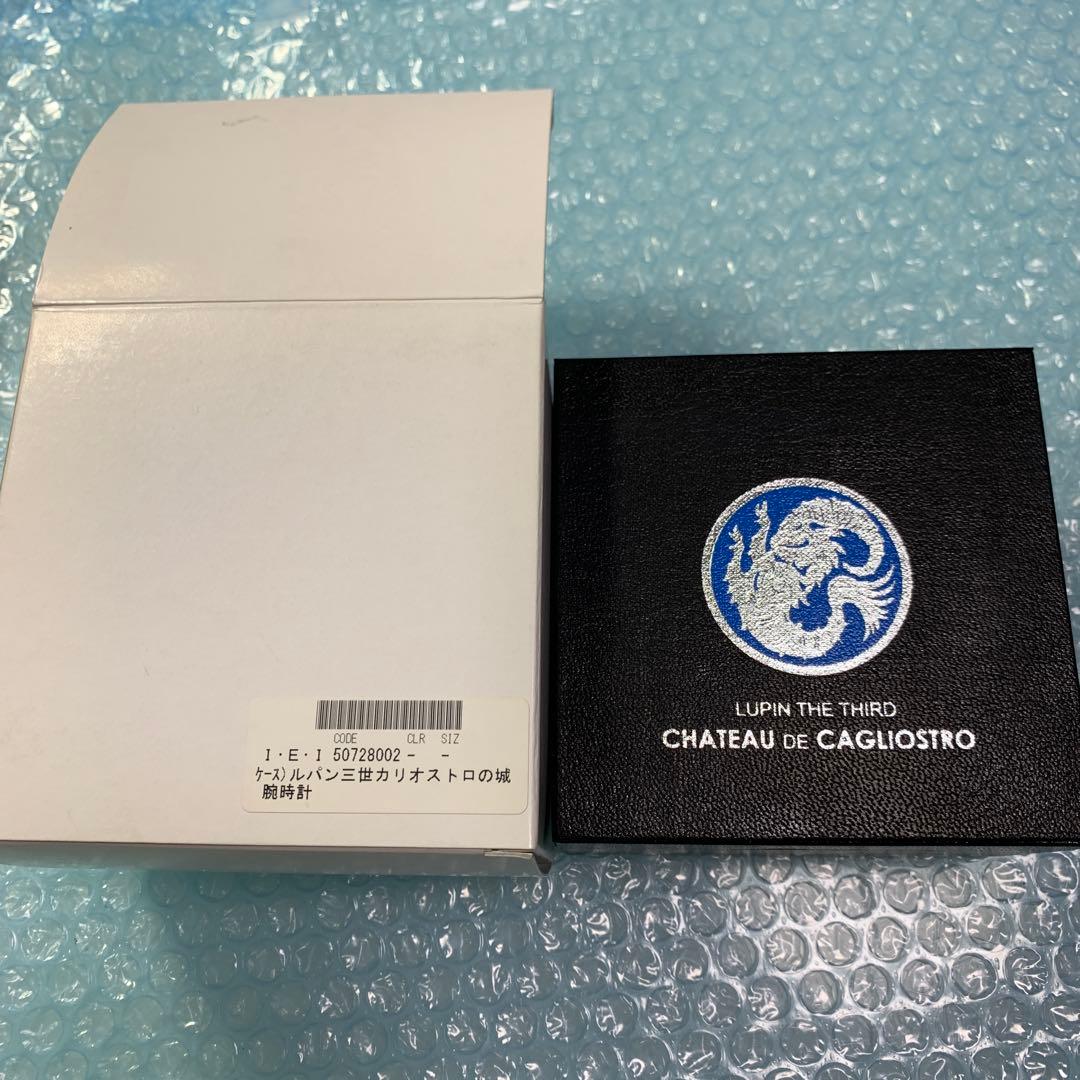 CODE CLR SIZ
I・E・I 50728002 - -
ｹｰｽ)ルパン三世カリオストロの城
腕時計
LUPIN THE THIRD
CHATEAU DE CAGLIOSTRO